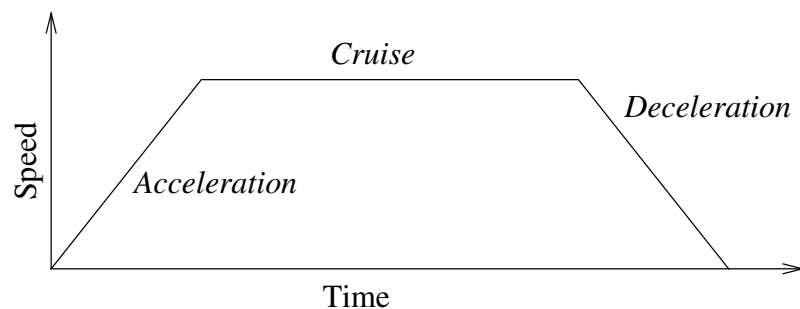 Cruise
Deceleration
Speed
Acceleration
Time